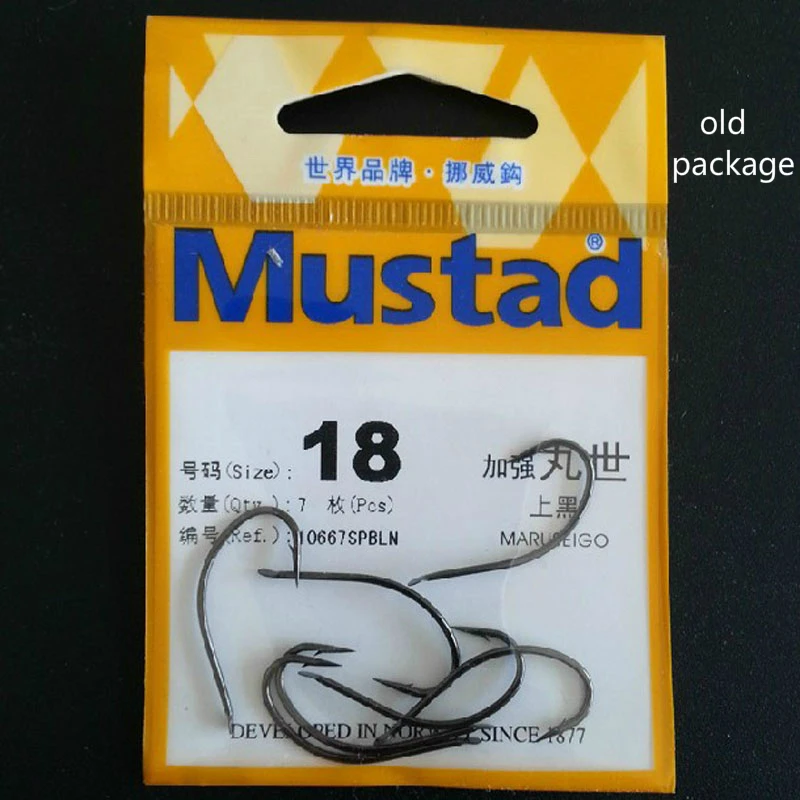 old
package
世界品牌·挪威鈎
Mustad®
号码(Size): 18
数量(Qty.): 7 枚(Pcs)
编号(Ref.): 10667SPBLN
加强丸世
上黑
MARUSEIGO
DEVELOPED IN NORWAY SINCE 1877